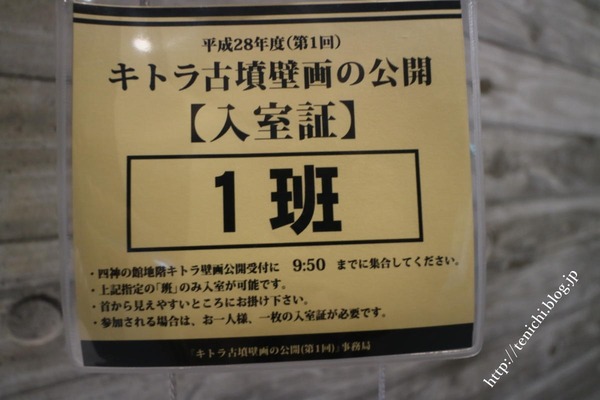 平成28年度(第1回)
キトラ古墳壁画の公開
【入室証】
1班
・四神の館地階キトラ壁画公開受付に 9:50 までに集合してください。
・上記指定の「班」のみ入室が可能です。
・首から見えやすいところにお掛け下さい。
・参加される場合は、お一人様、一枚の入室証が必要です。
「キトラ古墳壁画の公開(第1回)」事務局
http://tenichi.blog.jp